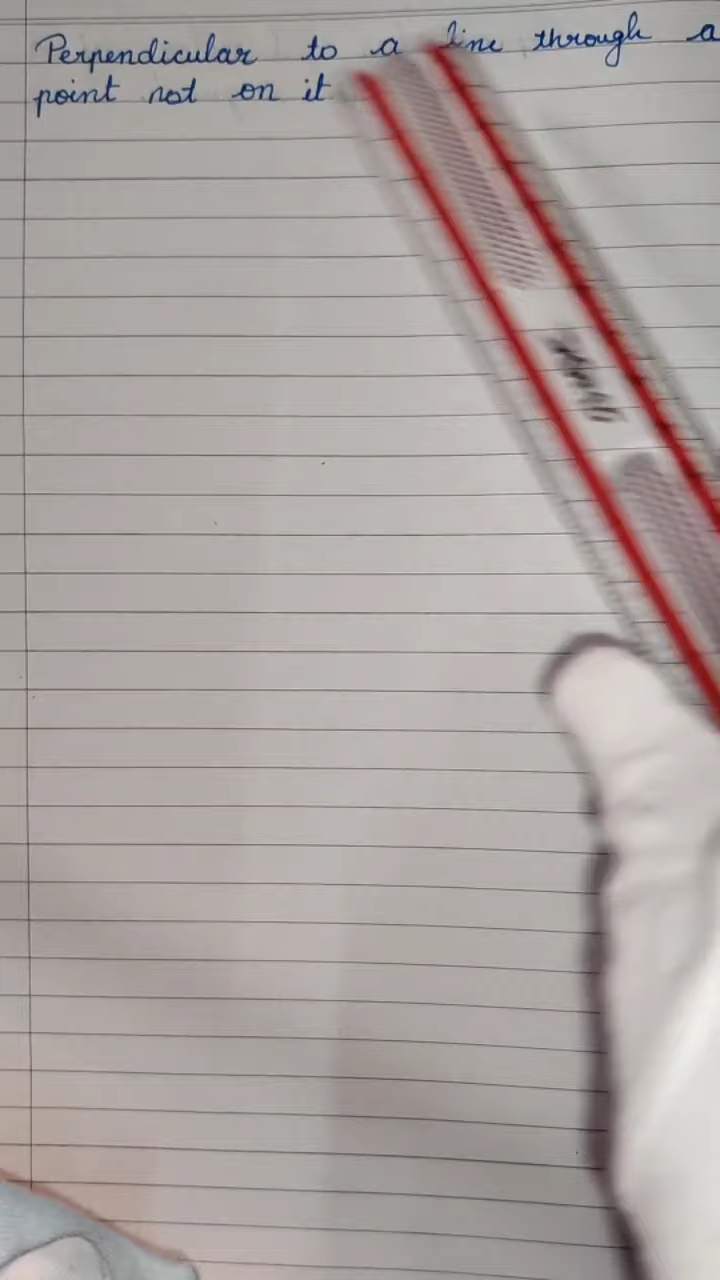 Perpendicular to a line through a
point not on it